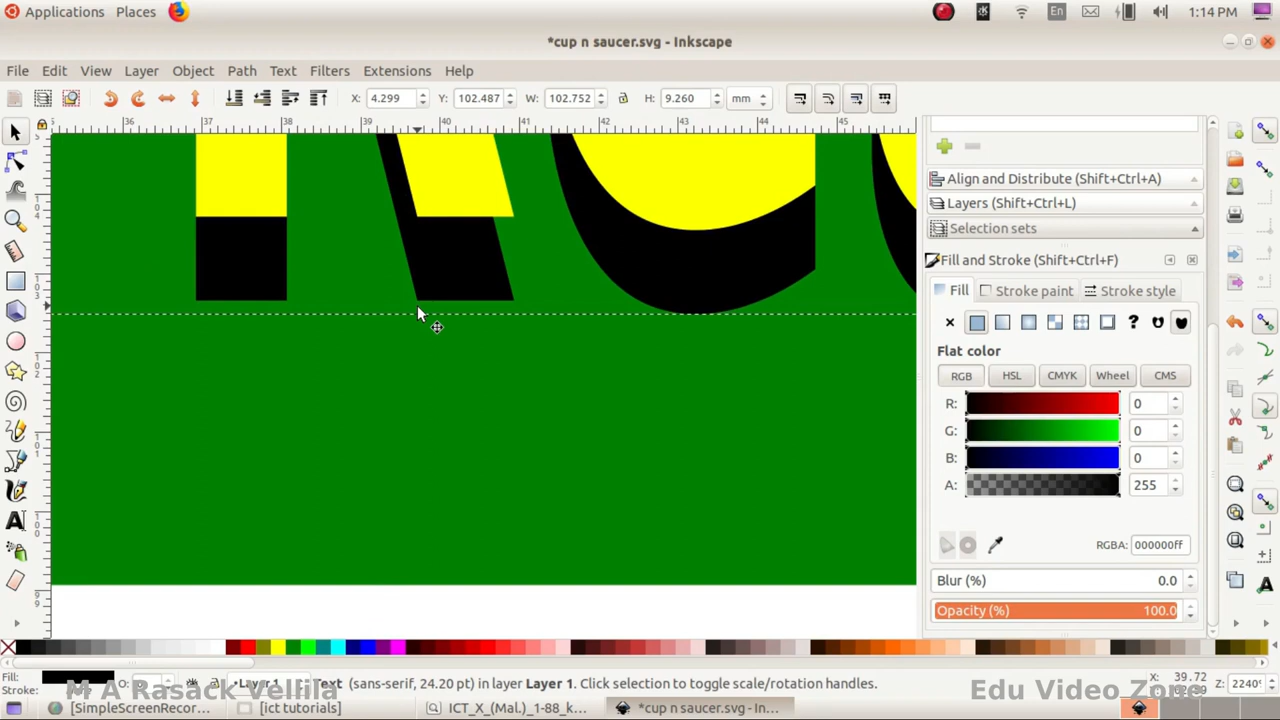 Applications Places En 1:14 PM
*cup n saucer.svg - Inkscape
File Edit View Layer Object Path Text Filters Extensions Help
X: 4.299 Y: 102.487 W: 102.752 H: 9.260 mm
36 37 38 39 40 41 42 43 44 45
Align and Distribute (Shift+Ctrl+A)
Layers (Shift+Ctrl+L)
Selection sets
Fill and Stroke (Shift+Ctrl+F)
Fill Stroke paint Stroke style
Flat color
RGB HSL CMYK Wheel CMS
R: 0
G: 0
B: 0
A: 255
RGBA: 000000ff
Blur (%) 0.0
Opacity (%) 100.0
Fill:
Stroke:
O:
Layer 1
Text (sans-serif, 24.20 pt) in layer Layer 1. Click selection to toggle scale/rotation handles.
X: 39.72
Z: 2240%
M A Rasack Vellila
Edu Video Zone
[SimpleScreenRecor... [ict tutorials] ICT_X_(Mal.)_1-88_k... *cup n saucer.svg - In...